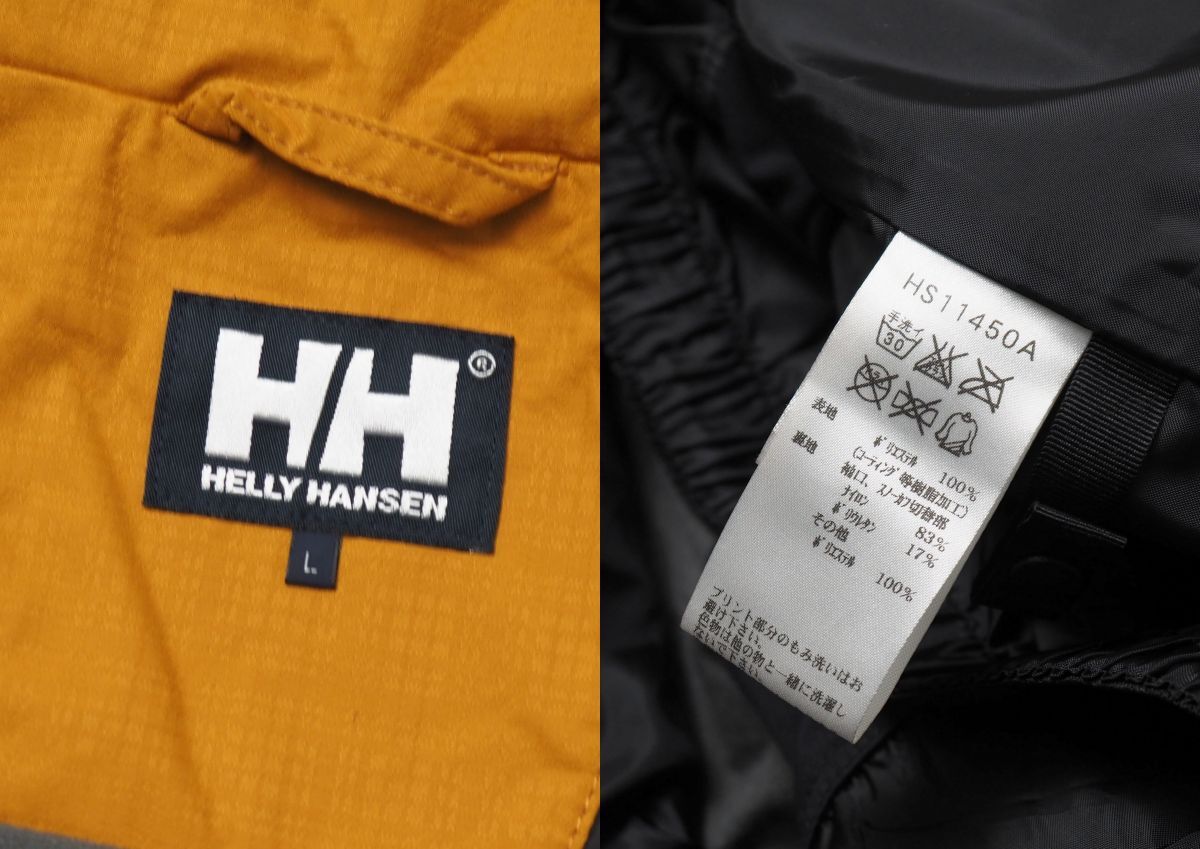 HH
®
HELLY HANSEN
L
HS11450A
手洗イ
30
表地
ポリエステル 100%
(コーティング等樹脂加工)
裏地
袖口、スノーカフ切替部
ナイロン 83%
ポリウレタン 17%
その他
ポリエステル 100%
プリント部分のもみ洗いはお
避け下さい。
色物は他の物と一緒に洗濯し
ないで下さい。